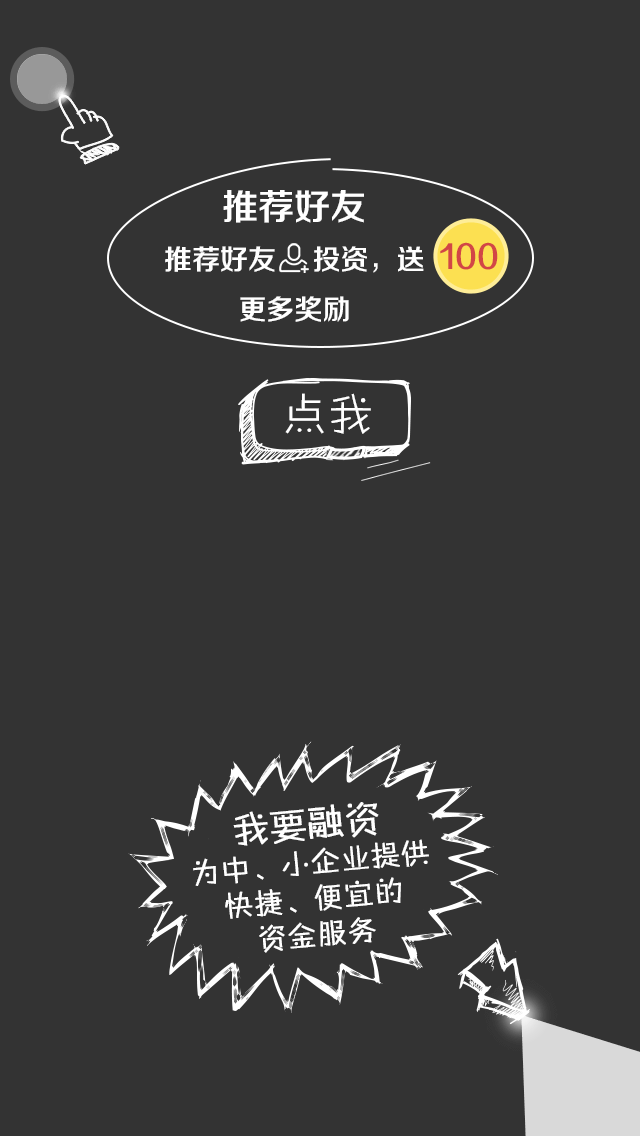 推荐好友
推荐好友投资，送100
更多奖励
点我
我要融资
为中、小企业提供
快捷、便宜的
资金服务